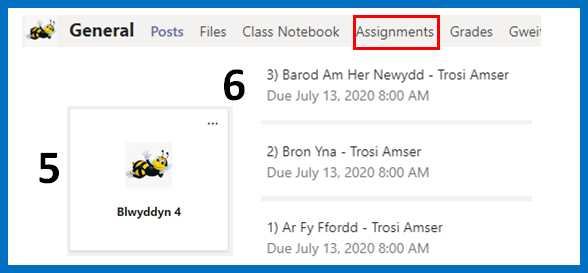 General Posts Files Class Notebook Assignments Grades Gweit
6
3) Barod Am Her Newydd - Trosi Amser
Due July 13, 2020 8:00 AM
5
...
Blwyddyn 4
2) Bron Yna - Trosi Amser
Due July 13, 2020 8:00 AM
1) Ar Fy Ffordd - Trosi Amser
Due July 13, 2020 8:00 AM